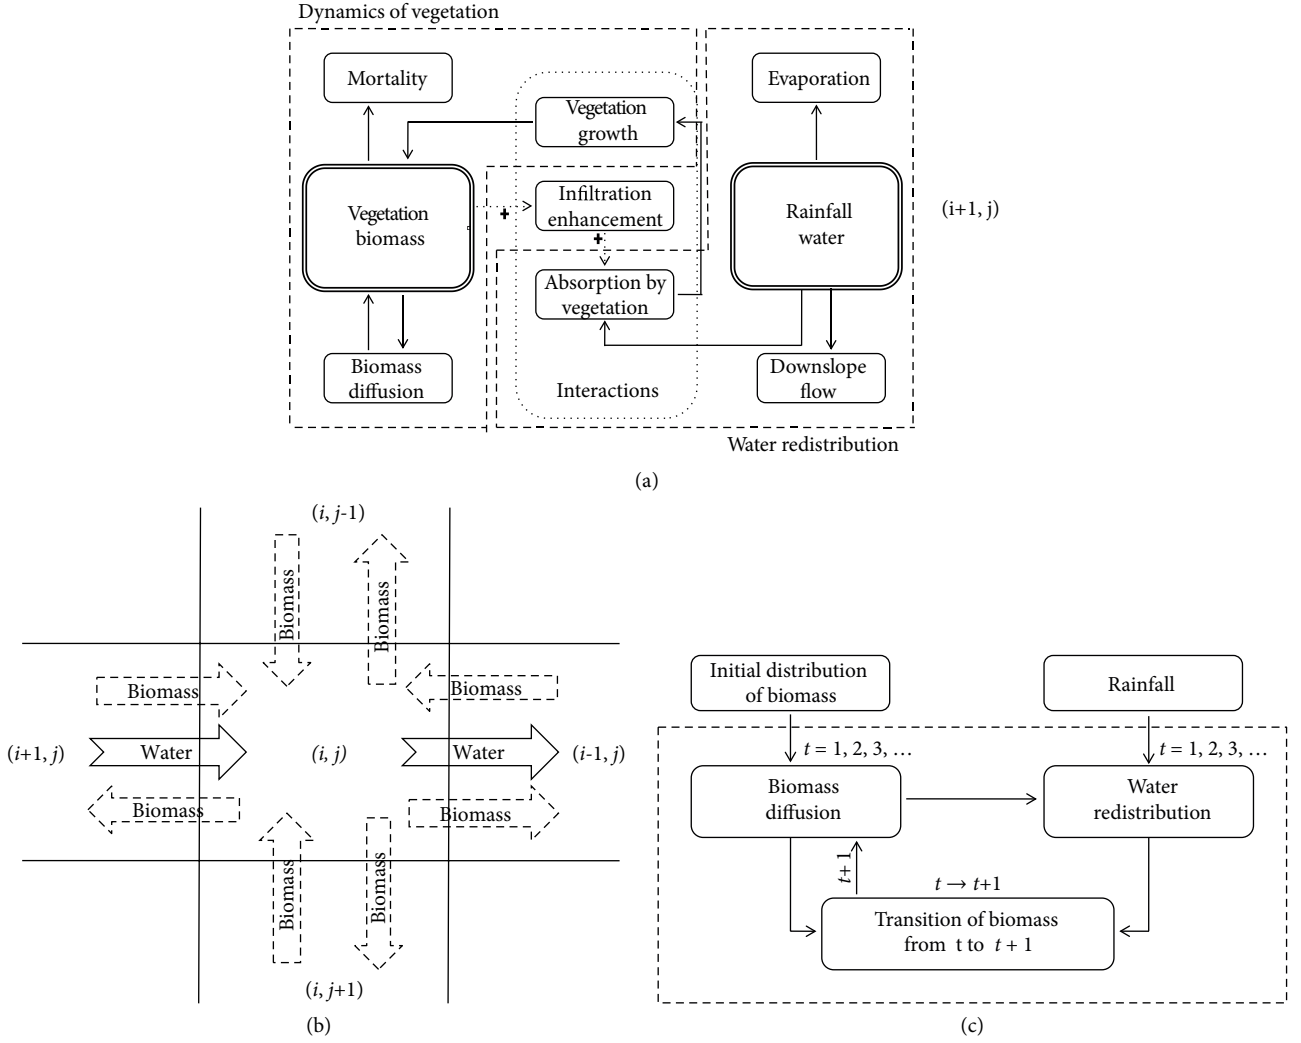 Dynamics of vegetation
Mortality
Evaporation
Vegetation
growth
Vegetation
biomass
+
Infiltration
enhancement
+
Rainfall
water
(i+1, j)
Absorption by
vegetation
Biomass
diffusion
Interactions
Downslope
flow
Water redistribution
(a)
(i, j-1)
Biomass
Biomass
Biomass
Biomass
(i+1, j)
Water
(i, j)
Water
(i-1, j)
Biomass
Biomass
Biomass
Biomass
(i, j+1)
(b)
Initial distribution
of biomass
Rainfall
t = 1, 2, 3, …
t = 1, 2, 3, …
Biomass
diffusion
Water
redistribution
t + 1
t → t+1
Transition of biomass
from t to t + 1
(c)